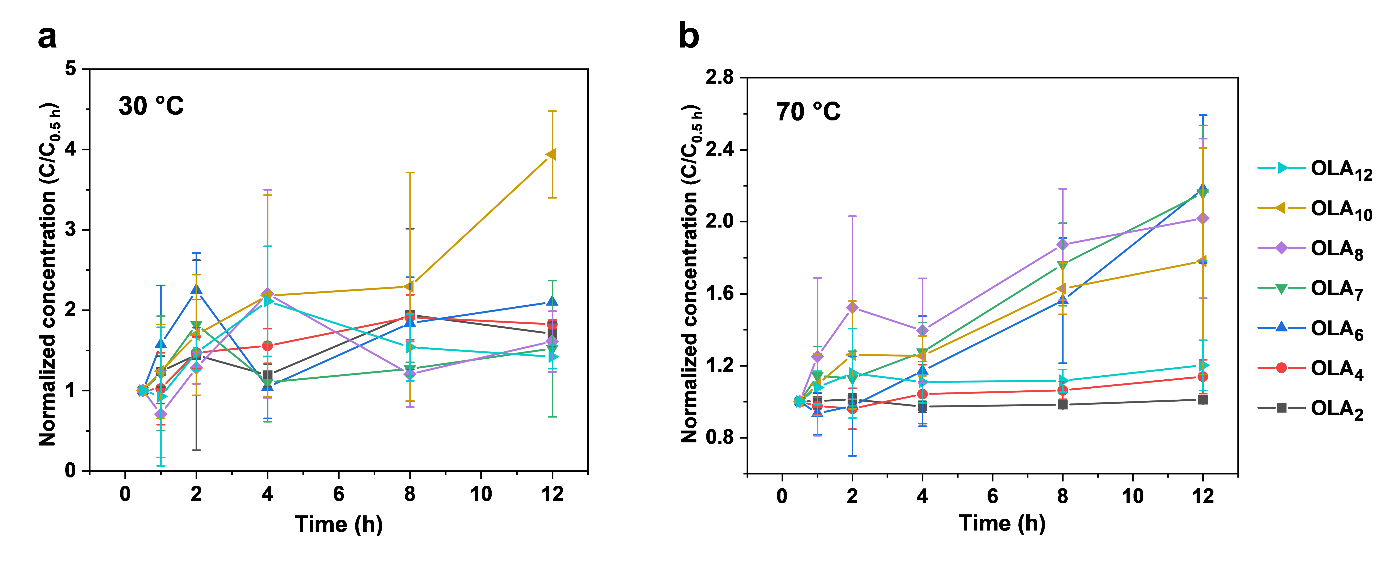 a
30 °C
Normalized concentration (C/C0.5 h)
5
4
3
2
1
0
0 2 4 6 8 10 12
Time (h)
b
70 °C
Normalized concentration (C/C0.5 h)
2.8
2.4
2.0
1.6
1.2
0.8
0 2 4 6 8 10 12
Time (h)
OLA12
OLA10
OLA8
OLA7
OLA6
OLA4
OLA2